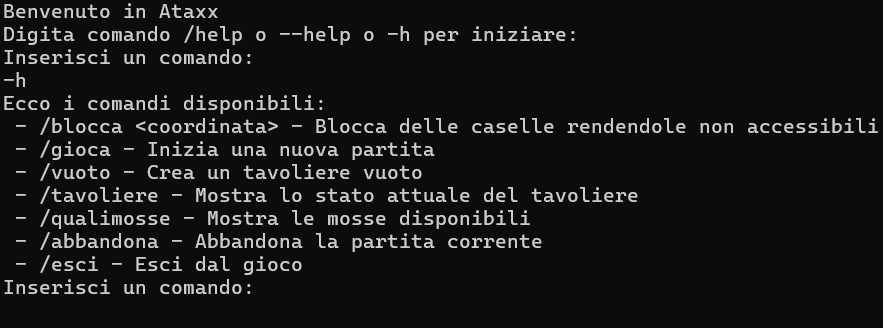 Benvenuto in Ataxx
Digita comando /help o --help o -h per iniziare:
Inserisci un comando:
-h
Ecco i comandi disponibili:
- /blocca <coordinata> - Blocca delle caselle rendendole non accessibili
- /gioca - Inizia una nuova partita
- /vuoto - Crea un tavoliere vuoto
- /tavoliere - Mostra lo stato attuale del tavoliere
- /qualimosse - Mostra le mosse disponibili
- /abbandona - Abbandona la partita corrente
- /esci - Esci dal gioco
Inserisci un comando: